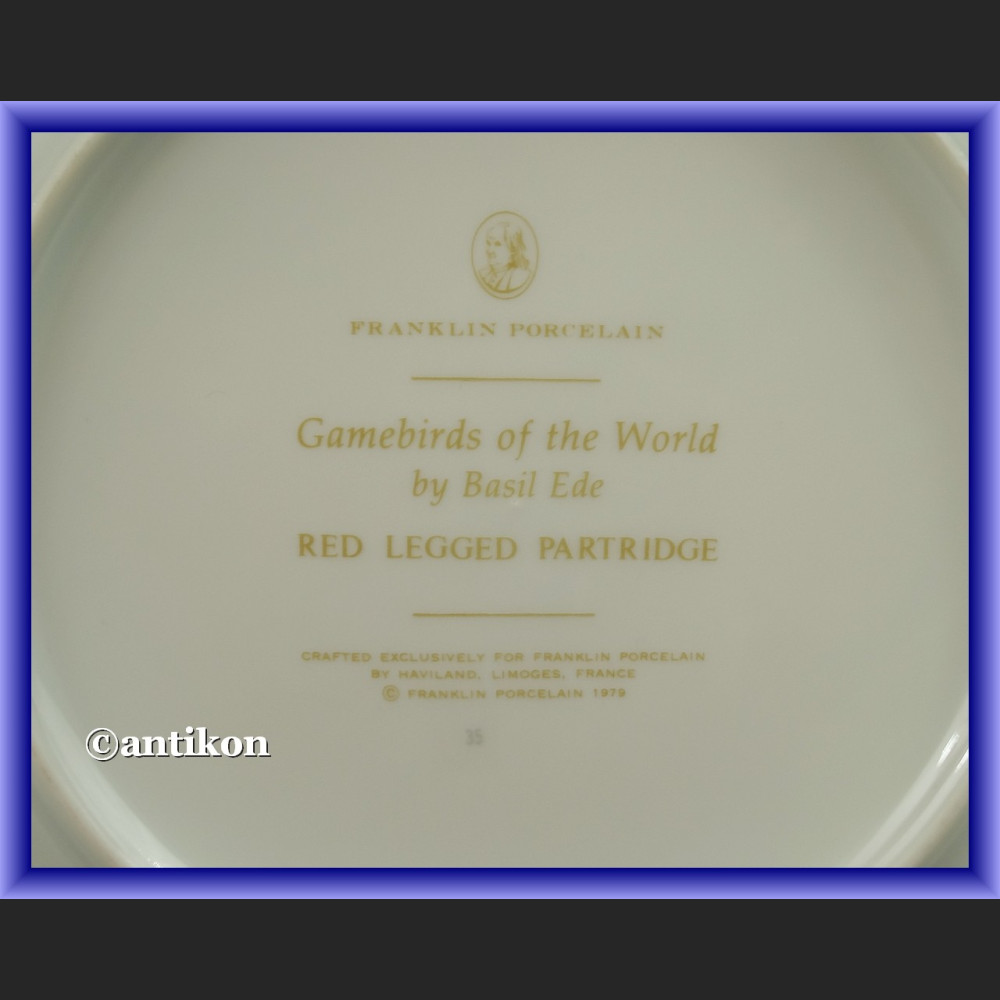 FRANKLIN PORCELAIN
Gamebirds of the World
by Basil Ede
RED LEGGED PARTRIDGE
CRAFTED EXCLUSIVELY FOR FRANKLIN PORCELAIN
BY HAVILAND, LIMOGES, FRANCE
© FRANKLIN PORCELAIN 1979
35
©antikon